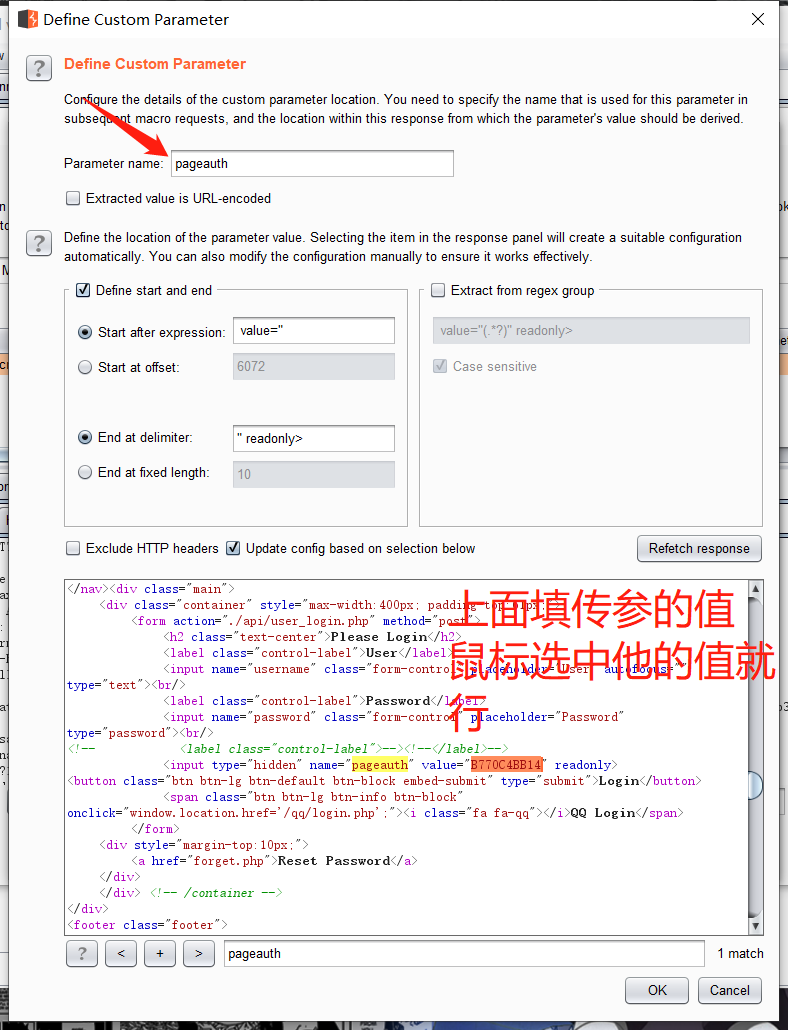 Define Custom Parameter
Define Custom Parameter
Configure the details of the custom parameter location. You need to specify the name that is used for this parameter in
subsequent macro requests, and the location within this response from which the parameter's value should be derived.
Parameter name: pageauth
Extracted value is URL-encoded
Define the location of the parameter value. Selecting the item in the response panel will create a suitable configuration
automatically. You can also modify the configuration manually to ensure it works effectively.
Define start and end
Extract from regex group
Start after expression: value="
value="(.*?)" readonly>
Start at offset: 6072
Case sensitive
End at delimiter: " readonly>
End at fixed length: 10
Exclude HTTP headers
Update config based on selection below
Refetch response
上面填传参的值
鼠标选中他的值就
行
</nav><div class="main">
<div class="container" style="max-width:400px; padding-top:61px;">
<form action="./api/user_login.php" method="post">
<h2 class="text-center">Please Login</h2>
<label class="control-label">User</label>
<input name="username" class="form-control" placeholder="User" autofocus=""
type="text"><br/>
<label class="control-label">Password</label>
<input name="password" class="form-control" placeholder="Password"
type="password"><br/>
<!-- <label class="control-label">--><!--</label>-->
<input type="hidden" name="pageauth" value="B770C4BB14" readonly>
<button class="btn btn-lg btn-default btn-block embed-submit" type="submit">Login</button>
<span class="btn btn-lg btn-info btn-block"
onclick="window.location.href='/qq/login.php';"><i class="fa fa-qq"></i>QQ Login</span>
</form>
<div style="margin-top:10px;">
<a href="forget.php">Reset Password</a>
</div>
</div> <!-- /container -->
</div>
<footer class="footer">
? < + > pageauth 1 match
OK Cancel